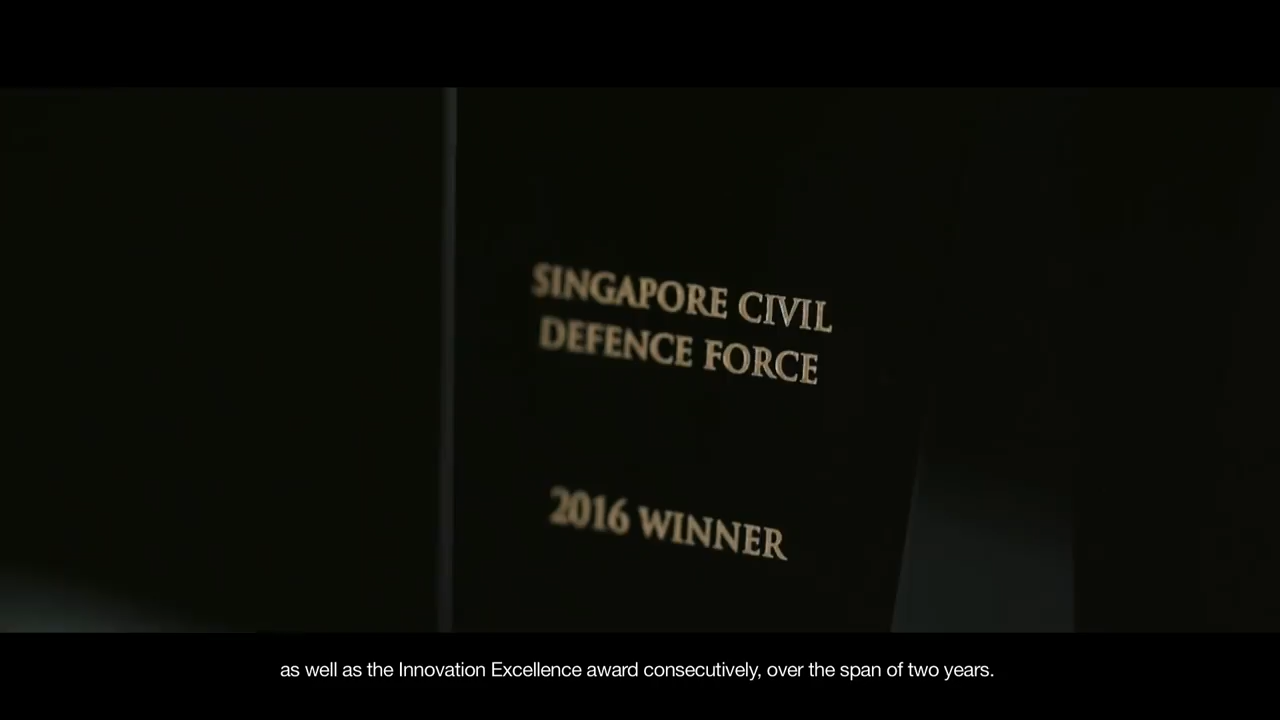 SINGAPORE CIVIL
DEFENCE FORCE
2016 WINNER
as well as the Innovation Excellence award consecutively, over the span of two years.